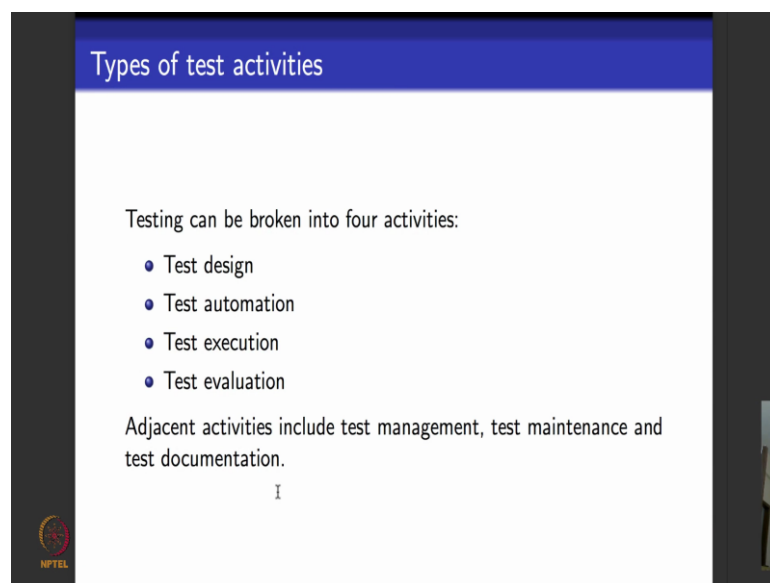 Types of test activities
Testing can be broken into four activities:
Test design
Test automation
Test execution
Test evaluation
Adjacent activities include test management, test maintenance and
test documentation.
NPTEL